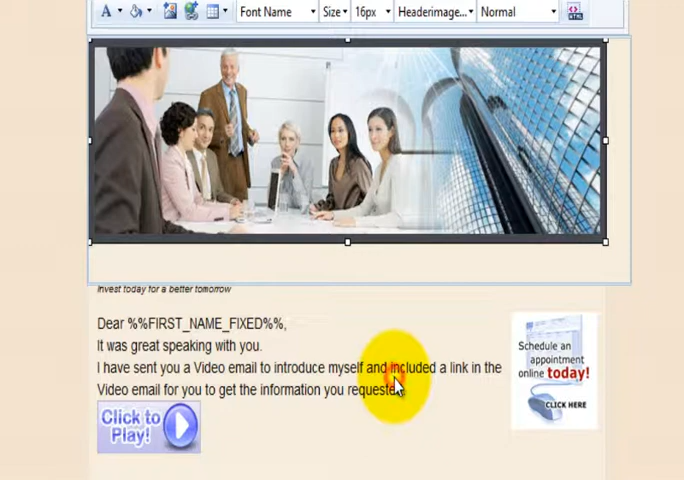 A Font Name Size 16px Headerimage... Normal HTML
Invest today for a better tomorrow
Dear %%FIRST_NAME_FIXED%%,
It was great speaking with you.
I have sent you a Video email to introduce myself and included a link in the
Video email for you to get the information you requested
Click to
Play!
Schedule an
appointment
online today!
CLICK HERE